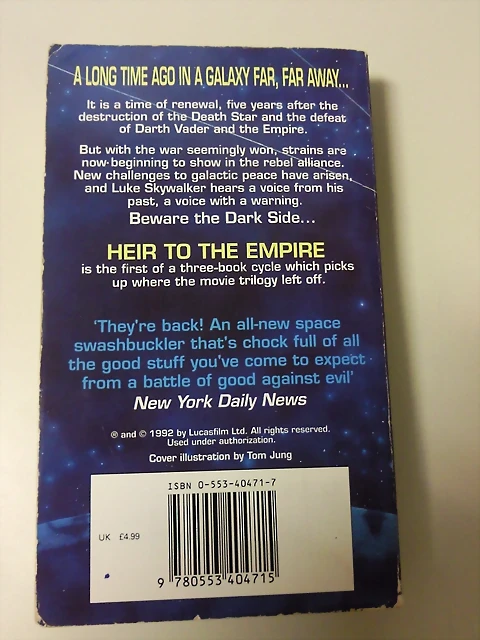 A LONG TIME AGO IN A GALAXY FAR, FAR AWAY...
It is a time of renewal, five years after the
destruction of the Death Star and the defeat
of Darth Vader and the Empire.
But with the war seemingly won, strains are
now beginning to show in the rebel alliance.
New challenges to galactic peace have arisen,
and Luke Skywalker hears a voice from his
past, a voice with a warning.
Beware the Dark Side...
HEIR TO THE EMPIRE
is the first of a three-book cycle which picks
up where the movie trilogy left off.
'They're back! An all-new space
swashbuckler that's chock full of all
the good stuff you've come to expect
from a battle of good against evil'
New York Daily News
® and © 1992 by Lucasfilm Ltd. All rights reserved.
Used under authorization.
Cover illustration by Tom Jung
ISBN 0-553-40471-7
UK £4.99
9 780553 404715